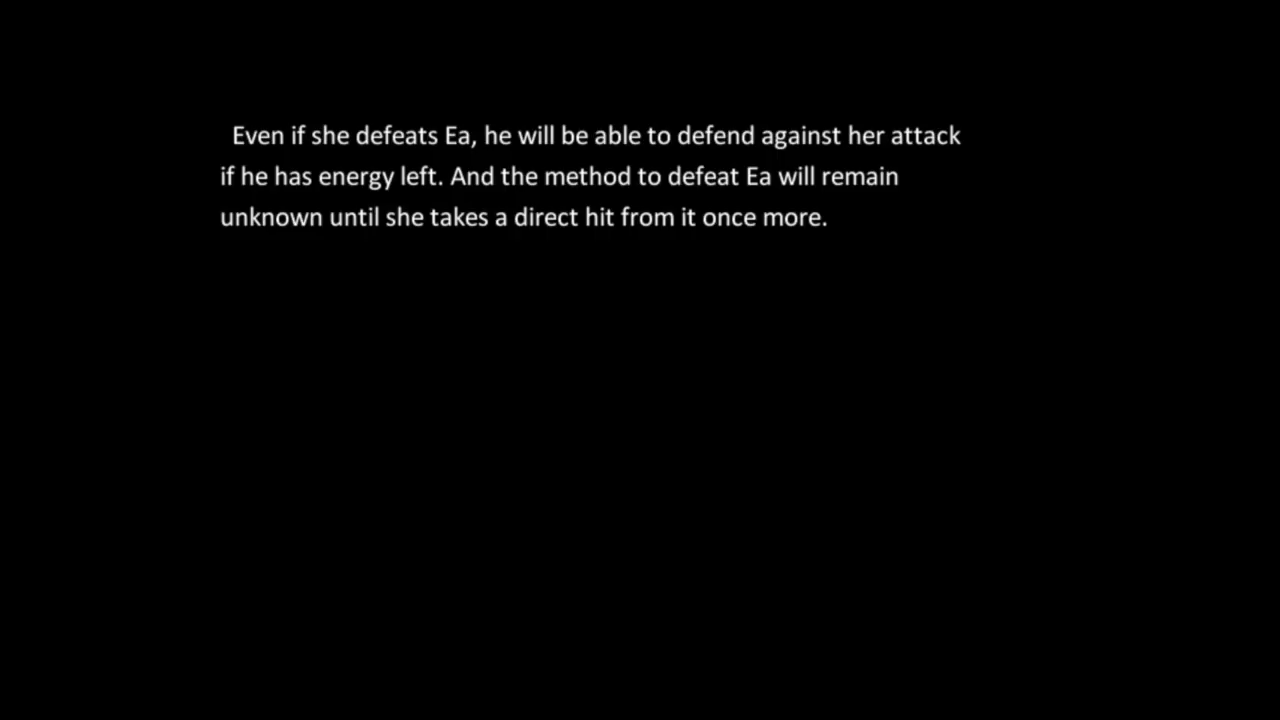 Even if she defeats Ea, he will be able to defend against her attack
if he has energy left. And the method to defeat Ea will remain
unknown until she takes a direct hit from it once more.